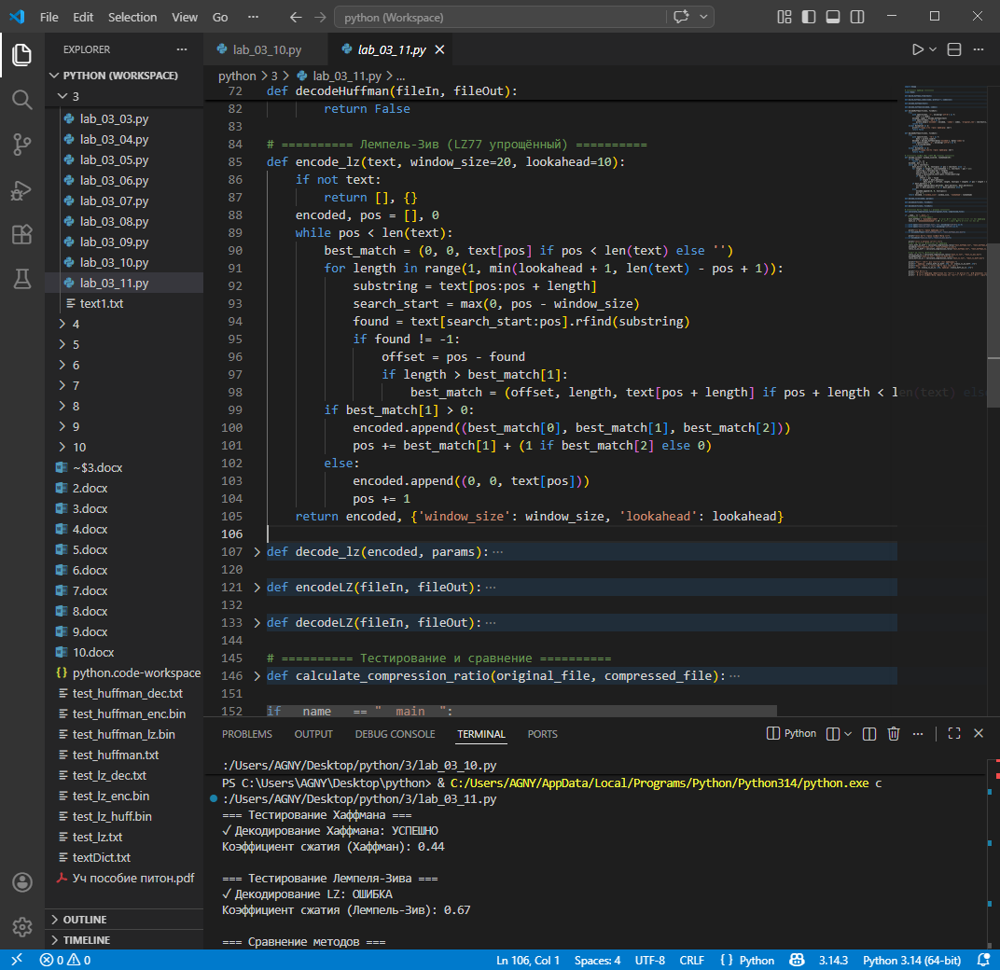 File Edit Selection View Go ··· python (Workspace)
EXPLORER ···
PYTHON (WORKSPACE)
3
lab_03_03.py
lab_03_04.py
lab_03_05.py
lab_03_06.py
lab_03_07.py
lab_03_08.py
lab_03_09.py
lab_03_10.py
lab_03_11.py
text1.txt
4
5
6
7
8
9
10
~$3.docx
2.docx
3.docx
4.docx
5.docx
6.docx
7.docx
8.docx
9.docx
10.docx
{} python.code-workspace
test_huffman_dec.txt
test_huffman_enc.bin
test_huffman_lz.bin
test_huffman.txt
test_lz_dec.txt
test_lz_enc.bin
test_lz_huff.bin
test_lz.txt
textDict.txt
Уч пособие питон.pdf
OUTLINE
TIMELINE
lab_03_10.py lab_03_11.py
python > 3 > lab_03_11.py > ...
72 def decodeHuffman(fileIn, fileOut):
82 return False
83
84 # ========== Лемпель-Зив (LZ77 упрощённый) ==========
85 def encode_lz(text, window_size=20, lookahead=10):
86 if not text:
87 return [], {}
88 encoded, pos = [], 0
89 while pos < len(text):
90 best_match = (0, 0, text[pos] if pos < len(text) else '')
91 for length in range(1, min(lookahead + 1, len(text) - pos + 1)):
92 substring = text[pos:pos + length]
93 search_start = max(0, pos - window_size)
94 found = text[search_start:pos].rfind(substring)
95 if found != -1:
96 offset = pos - found
97 if length > best_match[1]:
98 best_match = (offset, length, text[pos + length] if pos + length < len(text) els
99 if best_match[1] > 0:
100 encoded.append((best_match[0], best_match[1], best_match[2]))
101 pos += best_match[1] + (1 if best_match[2] else 0)
102 else:
103 encoded.append((0, 0, text[pos]))
104 pos += 1
105 return encoded, {'window_size': window_size, 'lookahead': lookahead}
106
107 def decode_lz(encoded, params): ···
120
121 def encodeLZ(fileIn, fileOut): ···
132
133 def decodeLZ(fileIn, fileOut): ···
144
145 # ========== Тестирование и сравнение ==========
146 def calculate_compression_ratio(original_file, compressed_file): ···
151
152 if __name__ == "__main__":
PROBLEMS OUTPUT DEBUG CONSOLE TERMINAL PORTS Python
:/Users/AGNY/Desktop/python/3/lab_03_10.py
PS C:\Users\AGNY\Desktop\python> & C:/Users/AGNY/AppData/Local/Programs/Python/Python314/python.exe c
:/Users/AGNY/Desktop/python/3/lab_03_11.py
=== Тестирование Хаффмана ===
✓ Декодирование Хаффмана: УСПЕШНО
Коэффициент сжатия (Хаффман): 0.44
=== Тестирование Лемпеля-Зива ===
✓ Декодирование LZ: ОШИБКА
Коэффициент сжатия (Лемпель-Зив): 0.67
=== Сравнение методов ===
0 0 Ln 106, Col 1 Spaces: 4 UTF-8 CRLF {} Python 3.14.3 Python 3.14 (64-bit)